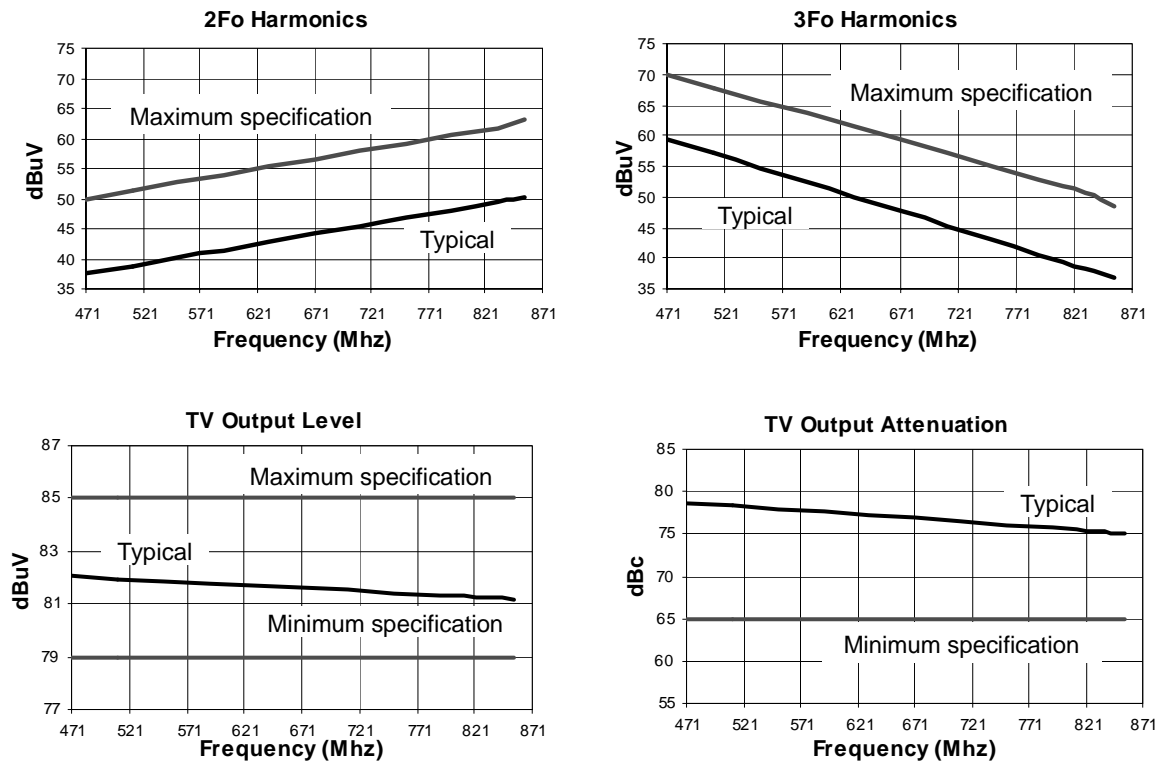 2Fo Harmonics
75
70
65
60
55
50
45
40
35
dBuV
Maximum specification
Typical
471 521 571 621 671 721 771 821 871
Frequency (Mhz)
3Fo Harmonics
75
70
65
60
55
50
45
40
35
dBuV
Maximum specification
Typical
471 521 571 621 671 721 771 821 871
Frequency (Mhz)
TV Output Level
87
85
83
81
79
77
dBuV
Maximum specification
Typical
Minimum specification
471 521 571 621 671 721 771 821 871
Frequency (Mhz)
TV Output Attenuation
85
80
75
70
65
60
55
dBc
Typical
Minimum specification
471 521 571 621 671 721 771 821 871
Frequency (Mhz)